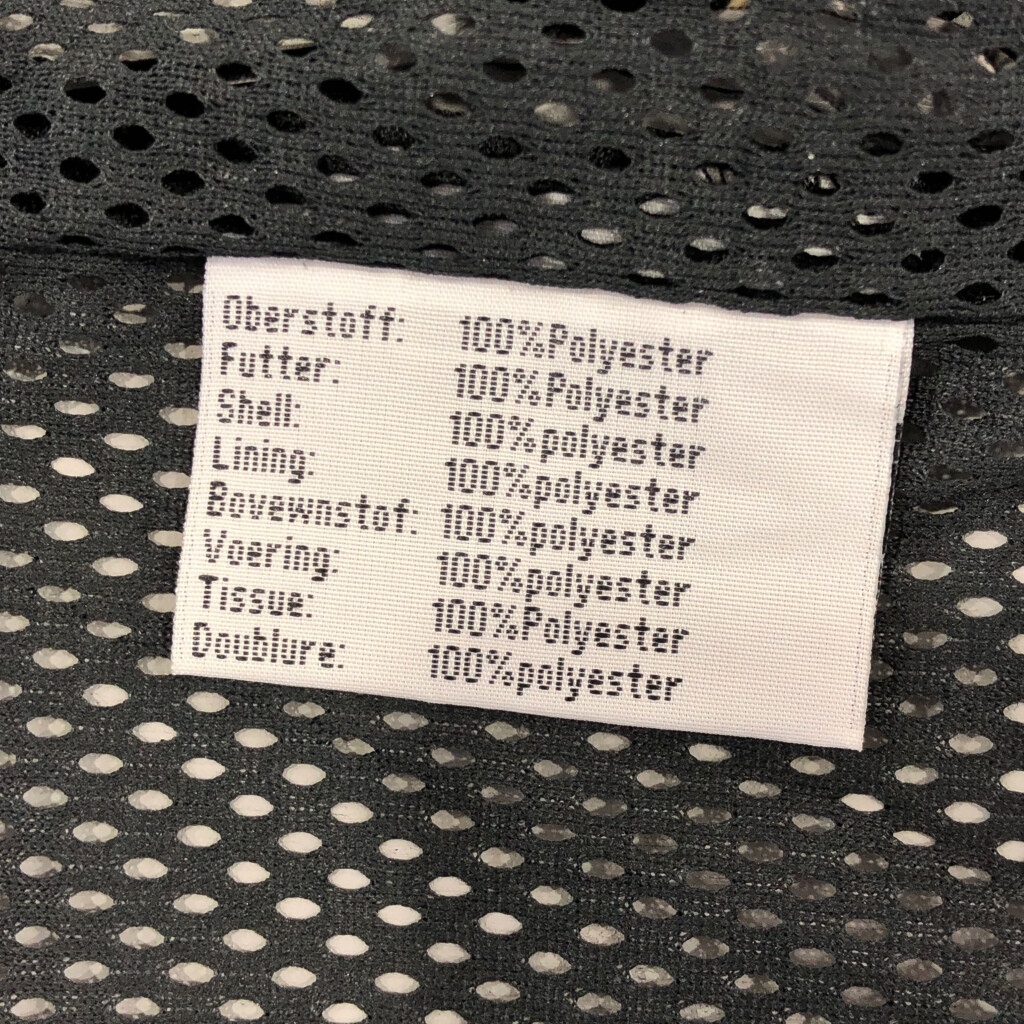 Oberstoff: 100%Polyester
Futter: 100%Polyester
Shell: 100%polyester
Lining: 100%polyester
Bovewnstof: 100%polyester
Voering: 100%polyester
Tissue: 100%Polyester
Doublure: 100%polyester